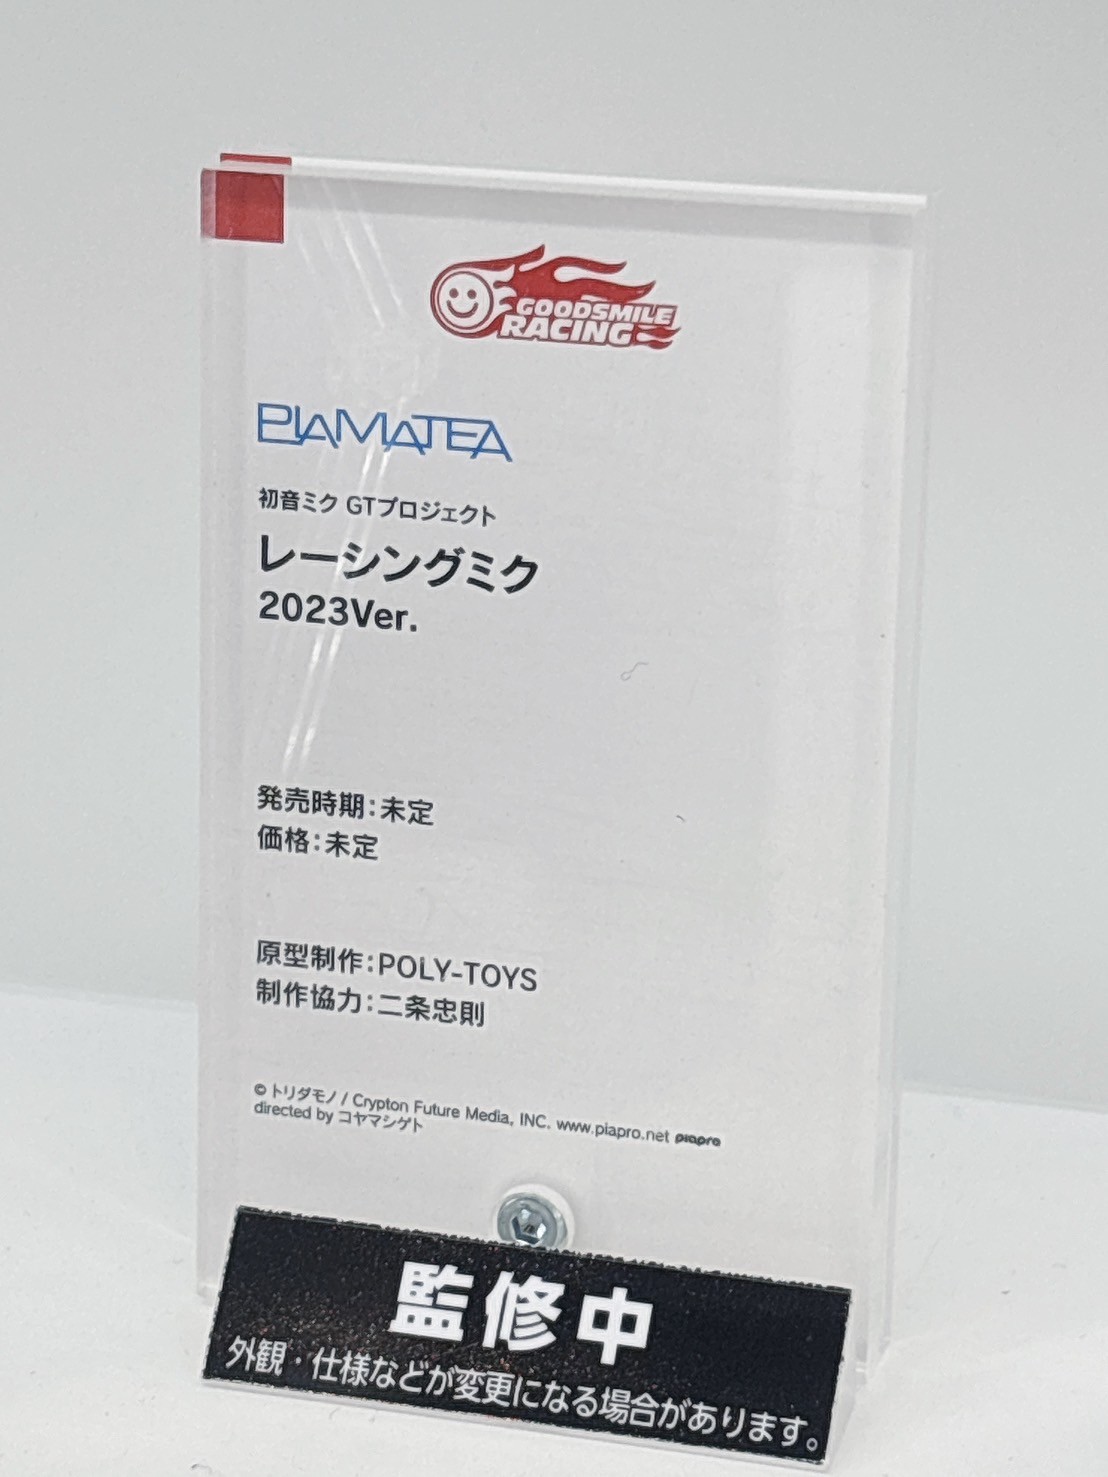 GOODSMILE
RACING
PIAMATEA
初音ミク GTプロジェクト
レーシングミク
2023Ver.
発売時期：未定
価格：未定
原型制作：POLY-TOYS
制作協力：二条忠則
© トリダモノ / Crypton Future Media, INC. www.piapro.net piapro
directed by コヤマシゲト
監修中
外観・仕様などが変更になる場合があります。